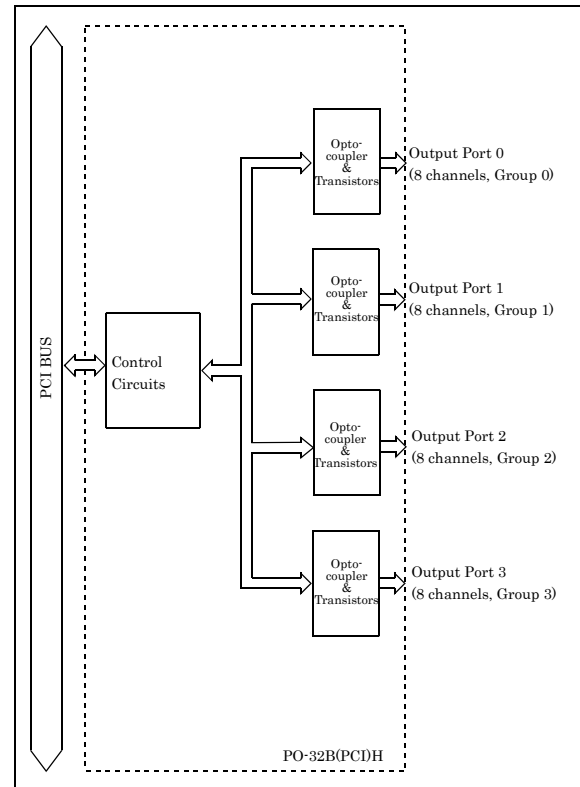 PCI BUS
Control
Circuits
Opto-
coupler
&
Transistors
Output Port 0
(8 channels, Group 0)
Opto-
coupler
&
Transistors
Output Port 1
(8 channels, Group 1)
Opto-
coupler
&
Transistors
Output Port 2
(8 channels, Group 2)
Opto-
coupler
&
Transistors
Output Port 3
(8 channels, Group 3)
PO-32B(PCI)H